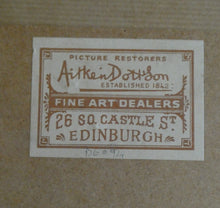 PICTURE RESTORERS
Aitken Dott & Son
ESTABLISHED 1842
FINE ART DEALERS
26 SO. CASTLE ST.
EDINBURGH